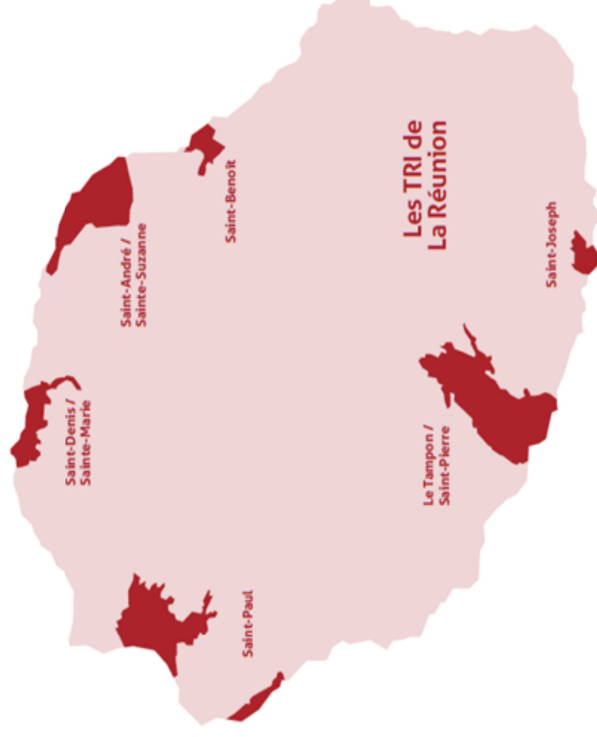 Les TRI de
La Réunion
Saint-Denis /
Sainte-Marie
Saint-André /
Sainte-Suzanne
Saint-Benoît
Saint-Paul
Le Tampon /
Saint-Pierre
Saint-Joseph